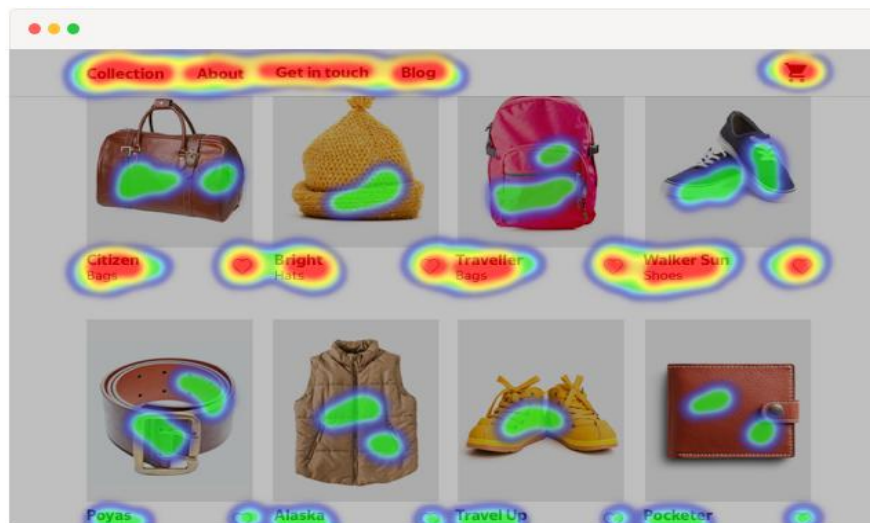 Collection About Get in touch Blog
Citizen Bright Traveller Walker Sun
Bags Hats Bags Shoes
Poyas Alaska Travel Up Pocketer